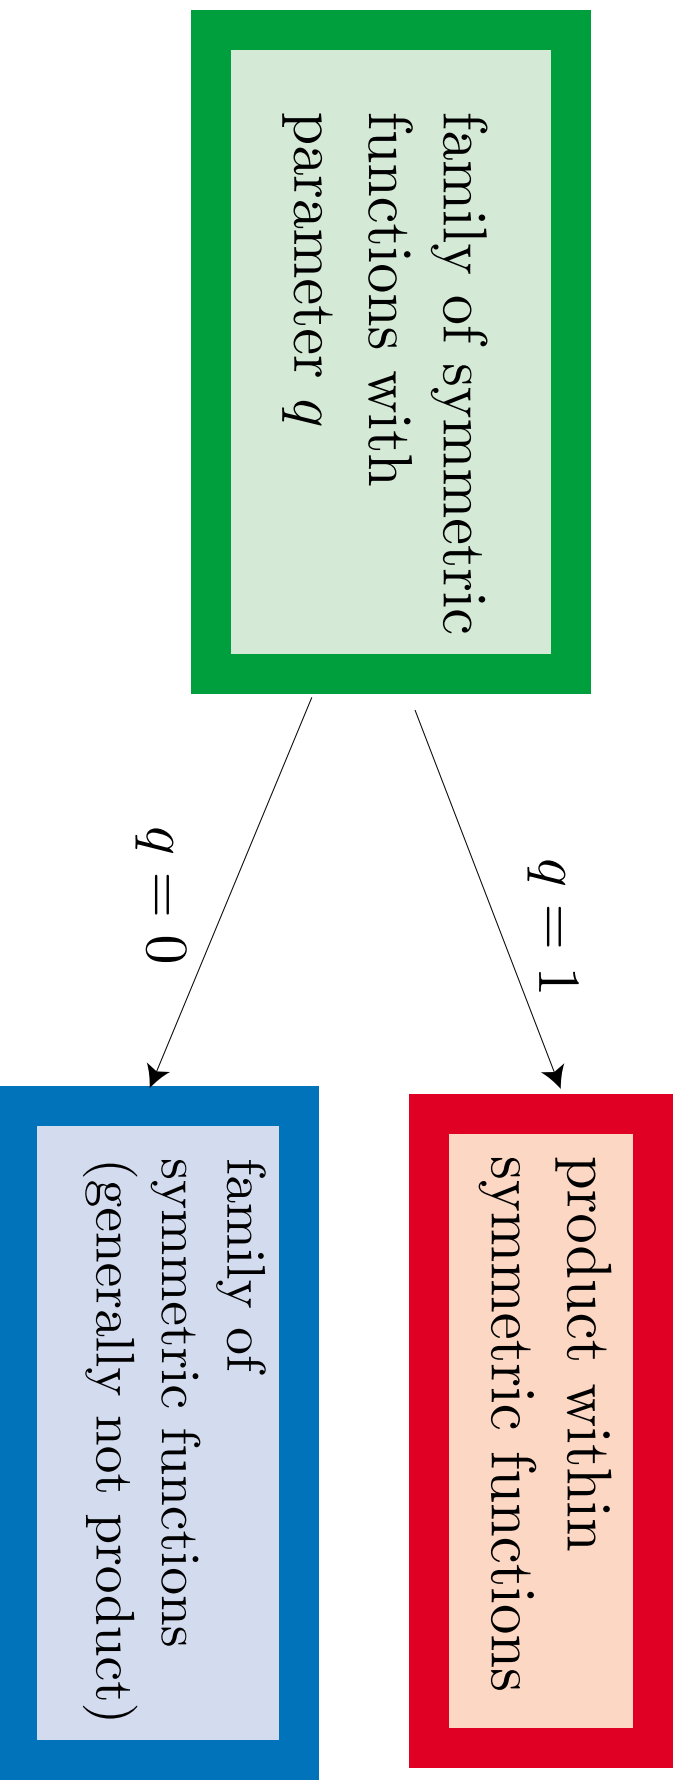 family of symmetric
functions with
parameter q
q = 1
q = 0
product within
symmetric functions
family of
symmetric functions
(generally not product)